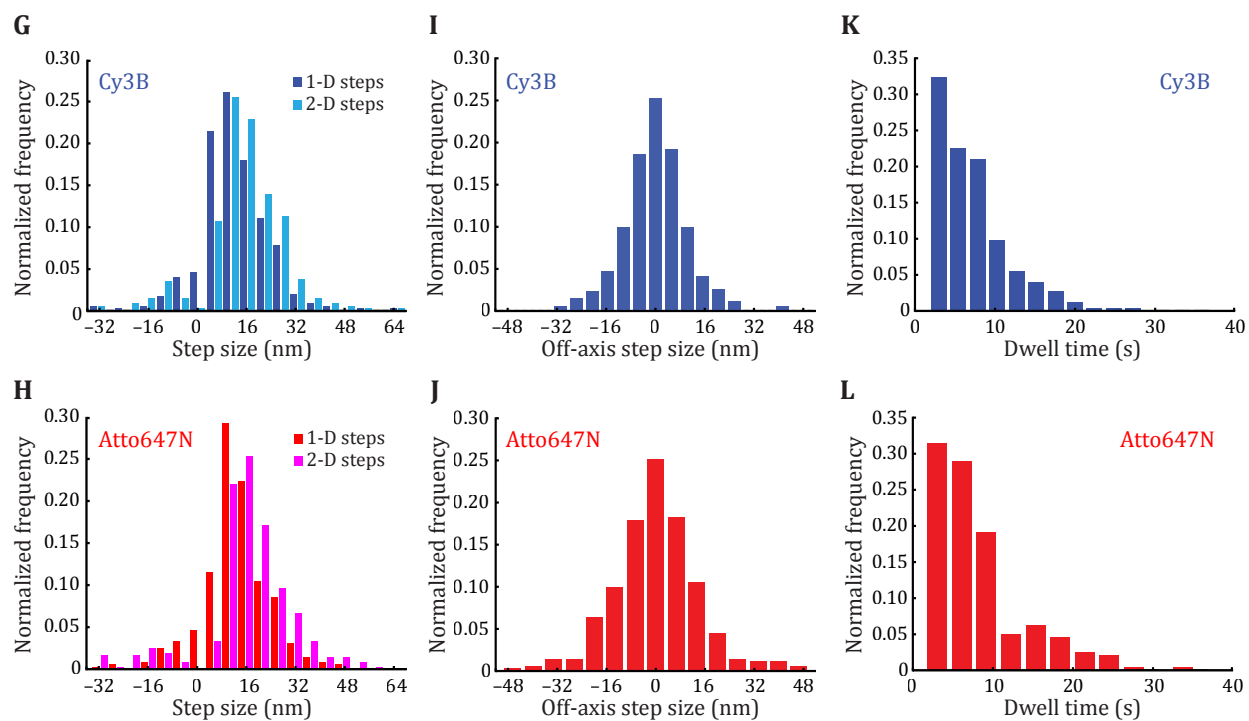 G
Normalized frequency
0.30
0.25
0.20
0.15
0.10
0.05
0
Cy3B
1-D steps
2-D steps
−32 −16 0 16 32 48 64
Step size (nm)
I
Normalized frequency
0.30
0.25
0.20
0.15
0.10
0.05
0
Cy3B
−48 −32 −16 0 16 32 48
Off-axis step size (nm)
K
Normalized frequency
0.35
0.30
0.25
0.20
0.15
0.10
0.05
0.00
Cy3B
0 10 20 30 40
Dwell time (s)
H
Normalized frequency
0.30
0.25
0.20
0.15
0.10
0.05
0
Atto647N
1-D steps
2-D steps
−32 −16 0 16 32 48 64
Step size (nm)
J
Normalized frequency
0.30
0.25
0.20
0.15
0.10
0.05
0
Atto647N
−48 −32 −16 0 16 32 48
Off-axis step size (nm)
L
Normalized frequency
0.35
0.30
0.25
0.20
0.15
0.10
0.05
0.00
Atto647N
0 10 20 30 40
Dwell time (s)